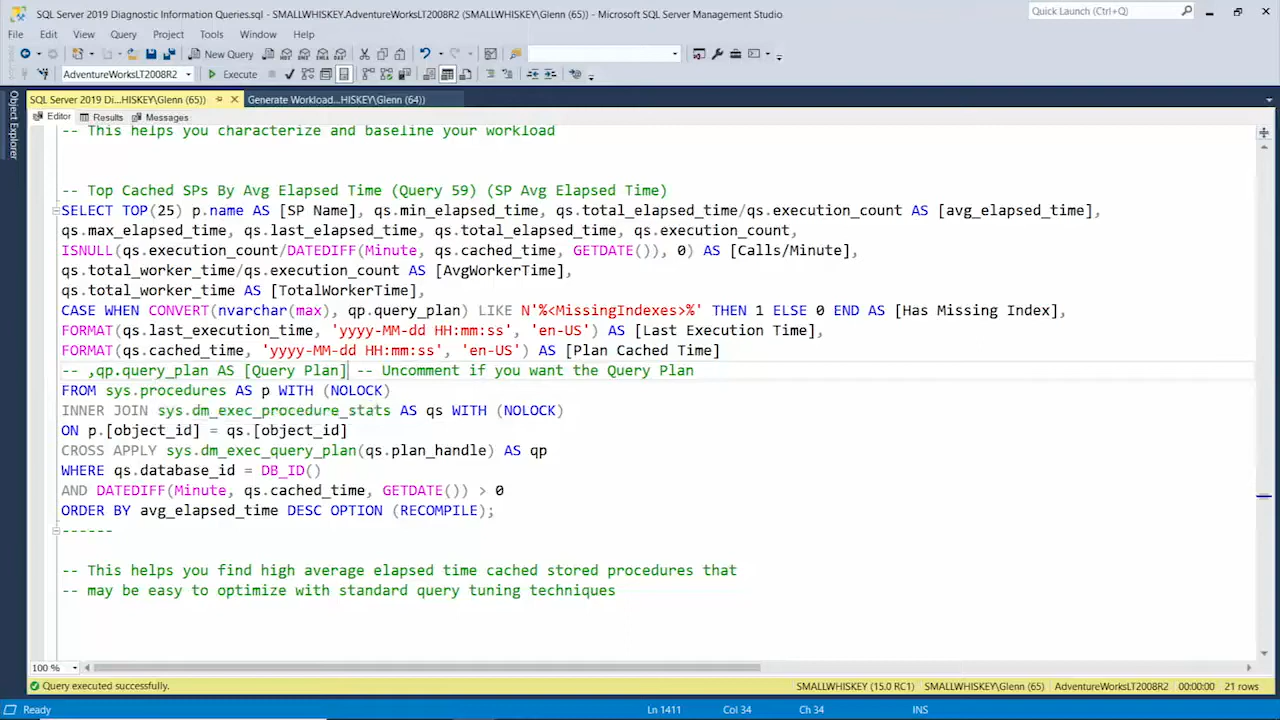 SQL Server 2019 Diagnostic Information Queries.sql - SMALLWHISKEY.AdventureWorksLT2008R2 (SMALLWHISKEY\Glenn (65)) - Microsoft SQL Server Management Studio
Quick Launch (Ctrl+Q)
File Edit View Query Project Tools Window Help
New Query
AdventureWorksLT2008R2 Execute
SQL Server 2019 Di...HISKEY\Glenn (65)) Generate Workload...HISKEY\Glenn (64))
Object Explorer
Editor Results Messages
-- This helps you characterize and baseline your workload
-- Top Cached SPs By Avg Elapsed Time (Query 59) (SP Avg Elapsed Time)
SELECT TOP(25) p.name AS [SP Name], qs.min_elapsed_time, qs.total_elapsed_time/qs.execution_count AS [avg_elapsed_time],
qs.max_elapsed_time, qs.last_elapsed_time, qs.total_elapsed_time, qs.execution_count,
ISNULL(qs.execution_count/DATEDIFF(Minute, qs.cached_time, GETDATE()), 0) AS [Calls/Minute],
qs.total_worker_time/qs.execution_count AS [AvgWorkerTime],
qs.total_worker_time AS [TotalWorkerTime],
CASE WHEN CONVERT(nvarchar(max), qp.query_plan) LIKE N'%<MissingIndexes>%' THEN 1 ELSE 0 END AS [Has Missing Index],
FORMAT(qs.last_execution_time, 'yyyy-MM-dd HH:mm:ss', 'en-US') AS [Last Execution Time],
FORMAT(qs.cached_time, 'yyyy-MM-dd HH:mm:ss', 'en-US') AS [Plan Cached Time]
-- ,qp.query_plan AS [Query Plan] -- Uncomment if you want the Query Plan
FROM sys.procedures AS p WITH (NOLOCK)
INNER JOIN sys.dm_exec_procedure_stats AS qs WITH (NOLOCK)
ON p.[object_id] = qs.[object_id]
CROSS APPLY sys.dm_exec_query_plan(qs.plan_handle) AS qp
WHERE qs.database_id = DB_ID()
AND DATEDIFF(Minute, qs.cached_time, GETDATE()) > 0
ORDER BY avg_elapsed_time DESC OPTION (RECOMPILE);
------
-- This helps you find high average elapsed time cached stored procedures that
-- may be easy to optimize with standard query tuning techniques
100 %
Query executed successfully. SMALLWHISKEY (15.0 RC1) SMALLWHISKEY\Glenn (65) AdventureWorksLT2008R2 00:00:00 21 rows
Ready Ln 1411 Col 34 Ch 34 INS